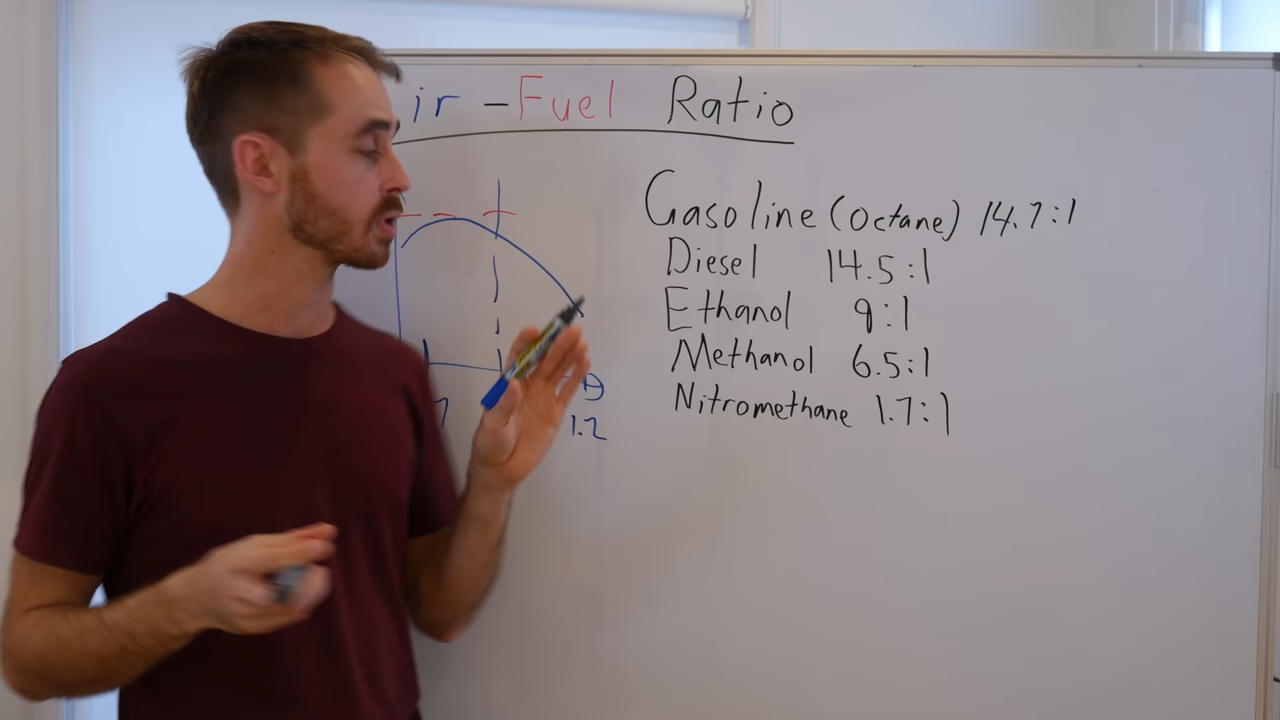 ir - Fuel Ratio
Gasoline (Octane) 14.7:1
Diesel 14.5:1
Ethanol 9:1
Methanol 6.5:1
Nitromethane 1.7:1
7
1.2